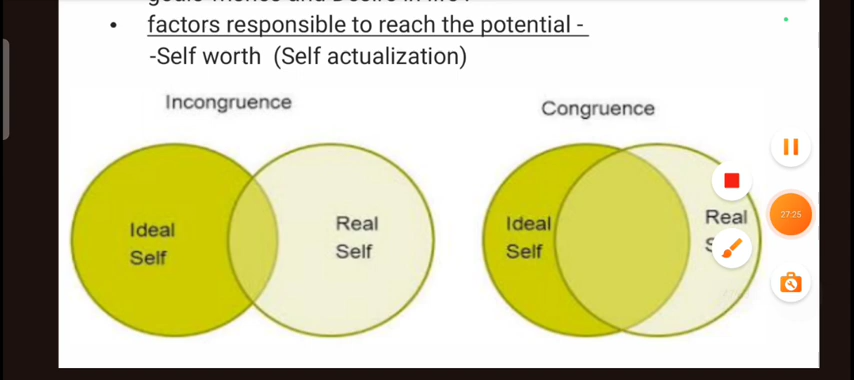 factors responsible to reach the potential -
-Self worth (Self actualization)
Incongruence
Congruence
Ideal
Self
Real
Self
Ideal
Self
Real
27:25